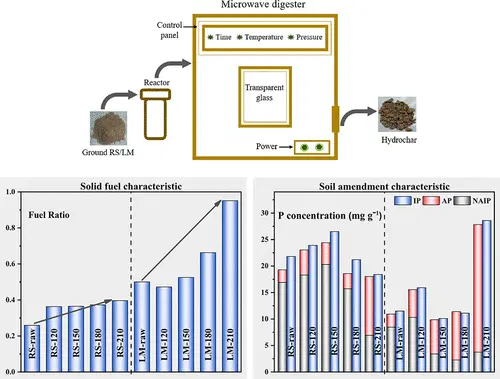 Microwave digester
Control
panel
Time Temperature Pressure
Reactor
Transparent
glass
Ground RS/LM
Power
Hydrochar
Solid fuel characteristic
Fuel Ratio
1.0
0.8
0.6
0.4
0.2
0.0
RS-raw
RS-120
RS-150
RS-180
RS-210
LM-raw
LM-120
LM-150
LM-180
LM-210
Soil amendment characteristic
IP AP NAIP
P concentration (mg g⁻¹)
30
25
20
15
10
5
0
RS-raw
RS-120
RS-150
RS-180
RS-210
LM-raw
LM-120
LM-150
LM-180
LM-210